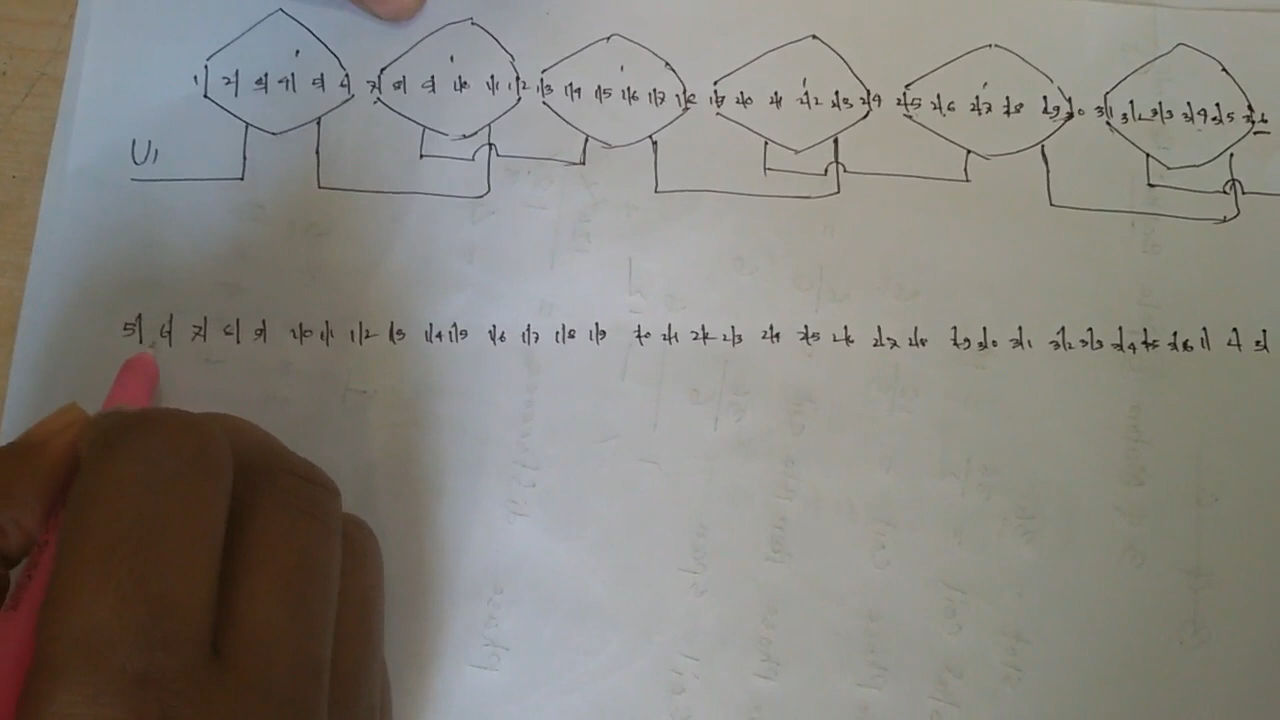 1 2 3 4 5 6 7 8 9 10 11 12 13 14 15 16 17 18 19 20 21 22 23 24 25 26 27 28 29 30 31 32 33 34 35 36
U1
5 6 7 8 9 10 11 12 13 14 15 16 17 18 19 20 21 22 23 24 25 26 27 28 29 30 31 32 33 34 35 36 1 2 3